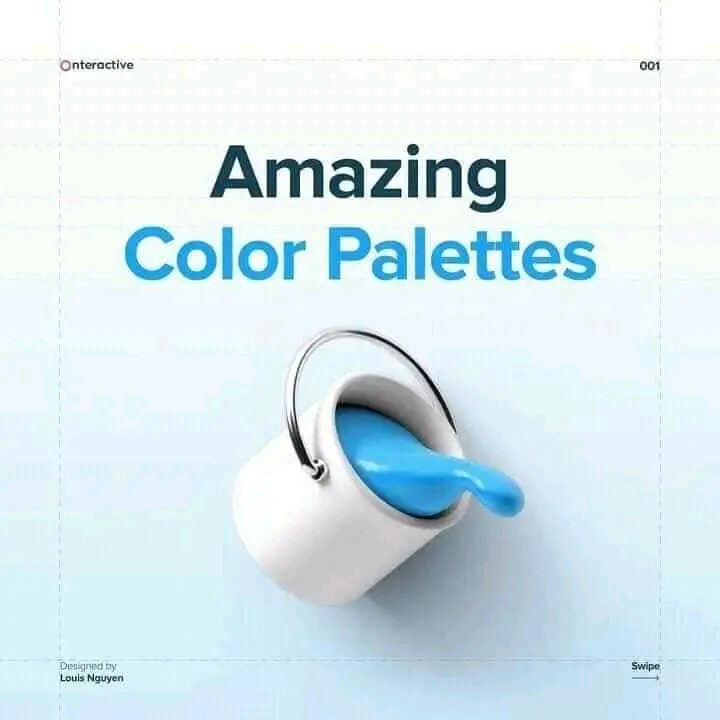 Onteractive
001
Amazing
Color Palettes
Designed by
Louis Nguyen
Swipe